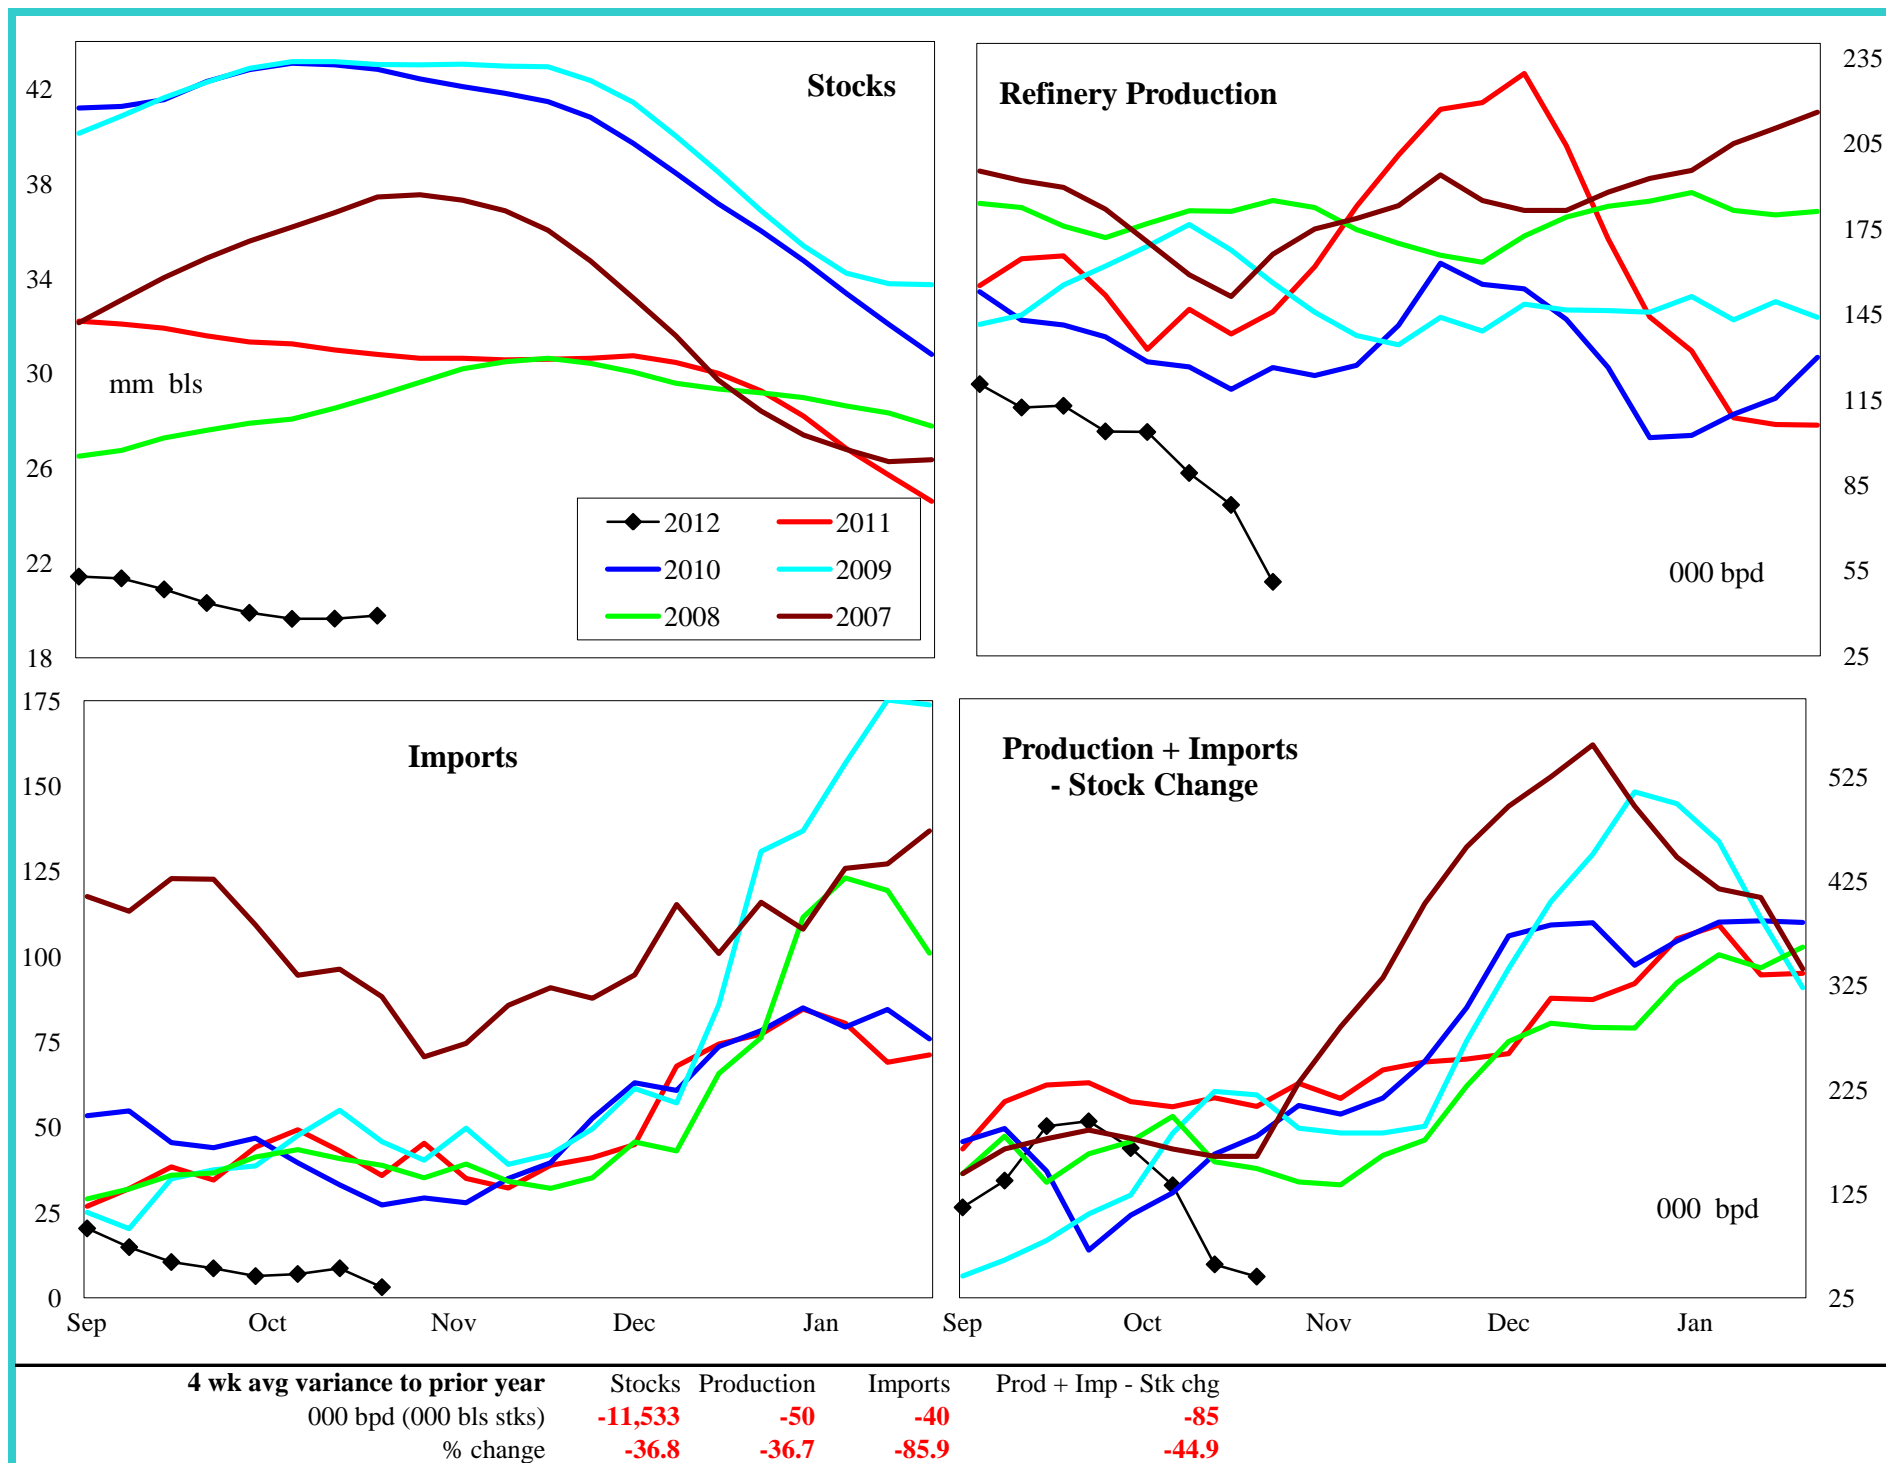 Stocks
42
38
34
30
26
22
18
mm bls
2012
2011
2010
2009
2008
2007
Refinery Production
235
205
175
145
115
85
55
25
000 bpd
Imports
175
150
125
100
75
50
25
0
Sep Oct Nov Dec Jan
Production + Imports
- Stock Change
525
425
325
225
125
25
000 bpd
Sep Oct Nov Dec Jan
4 wk avg variance to prior year Stocks Production Imports Prod + Imp - Stk chg
000 bpd (000 bls stks) -11,533 -50 -40 -85
% change -36.8 -36.7 -85.9 -44.9